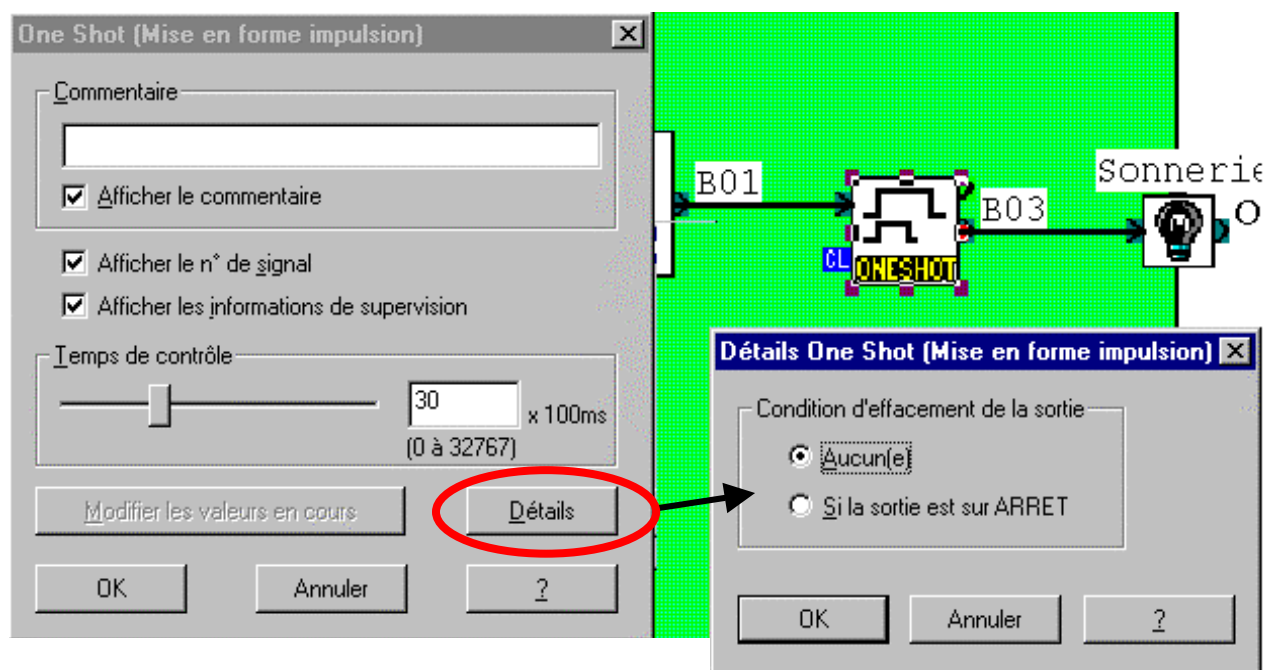 One Shot (Mise en forme impulsion)
Commentaire
Afficher le commentaire
Afficher le n° de signal
Afficher les informations de supervision
Temps de contrôle
30
x 100ms
(0 à 32767)
Modifier les valeurs en cours
Détails
OK
Annuler
?
B01
CL
ONESHOT
B03
Sonnerie
O
Détails One Shot (Mise en forme impulsion)
Condition d'effacement de la sortie
Aucun(e)
Si la sortie est sur ARRET
OK
Annuler
?